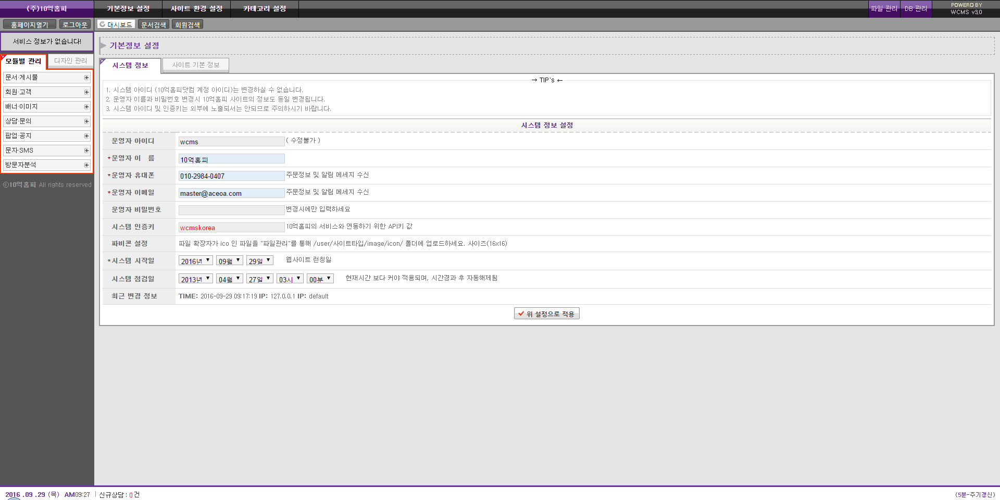 (주)10억홈피
기본정보 설정 사이트 환경 설정 카테고리 설정
파일 관리 DB 관리
POWERD BY
WCMS v3.0
홈페이지열기 로그아웃 대시보드 문서검색 회원검색
서비스 정보가 없습니다!
모듈별 관리 디자인 관리
문서·게시물
회원·고객
배너·이미지
상담·문의
팝업·공지
문자·SMS
방문자분석
ⓒ10억홈피 All rights reserved
기본정보 설정
시스템 정보 사이트 기본 정보
→ TIP's ←
1. 시스템 아이디 (10억홈피닷컴 계정 아이디)는 변경하실 수 없습니다.
2. 운영자 이름과 비밀번호 변경시 10억홈피 사이트의 정보도 동일 변경됩니다.
3. 시스템 아이디 및 인증키는 외부에 노출되서는 안되므로 주의하시기 바랍니다.
시스템 정보 설정
운영자 아이디 wcms ( 수정불가 )
*운영자 이 름 10억홈피
*운영자 휴대폰 010-2984-0407 주문정보 및 알림 메세지 수신
*운영자 이메일 master@aceoa.com 주문정보 및 알림 메세지 수신
운영자 비밀번호 변경시에만 입력하세요
시스템 인증키 wcmskorea 10억홈피의 서비스와 연동하기 위한 API키 값
파비콘 설정 파일 확장자가 ico 인 파일을 "파일관리"를 통해 /user/사이트타입/image/icon/ 폴더에 업로드하세요. 사이즈(16x16)
*시스템 시작일 2016년 09월 29일 웹사이트 런칭일
시스템 점검일 2013년 04월 27일 03시 00분 현재시간 보다 커야 적용되며, 시간경과 후 자동해제됨
최근 변경 정보 TIME: 2016-09-29 09:17:19 IP: 127.0.0.1 IP: default
위 설정으로 적용
2016 .09 .29 (목) AM09:27 신규상담 : 0건
(5분-주기갱신)